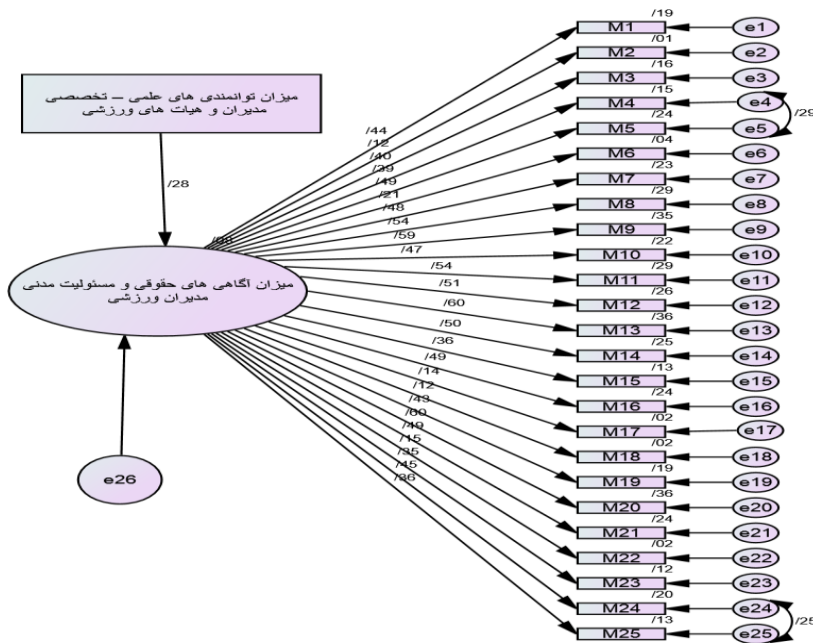 میزان توانمندی های علمی – تخصصی
مدیران و هیات های ورزشی
/28
میزان آگاهی های حقوقی و مسئولیت مدنی
مدیران ورزشی
e26
/44
/12
/40
/39
/49
/21
/48
/54
/59
/47
/54
/51
/60
/50
/36
/49
/14
/12
/43
/60
/49
/15
/35
/45
/36
/19
M1 e1
/01
M2 e2
/16
M3 e3
/15
M4 e4
/24
M5 e5
/29
/04
M6 e6
/23
M7 e7
/29
M8 e8
/35
M9 e9
/22
M10 e10
/29
M11 e11
/26
M12 e12
/36
M13 e13
/25
M14 e14
/13
M15 e15
/24
M16 e16
/02
M17 e17
/02
M18 e18
/19
M19 e19
/36
M20 e20
/24
M21 e21
/02
M22 e22
/12
M23 e23
/20
M24 e24
/13
M25 e25
/25